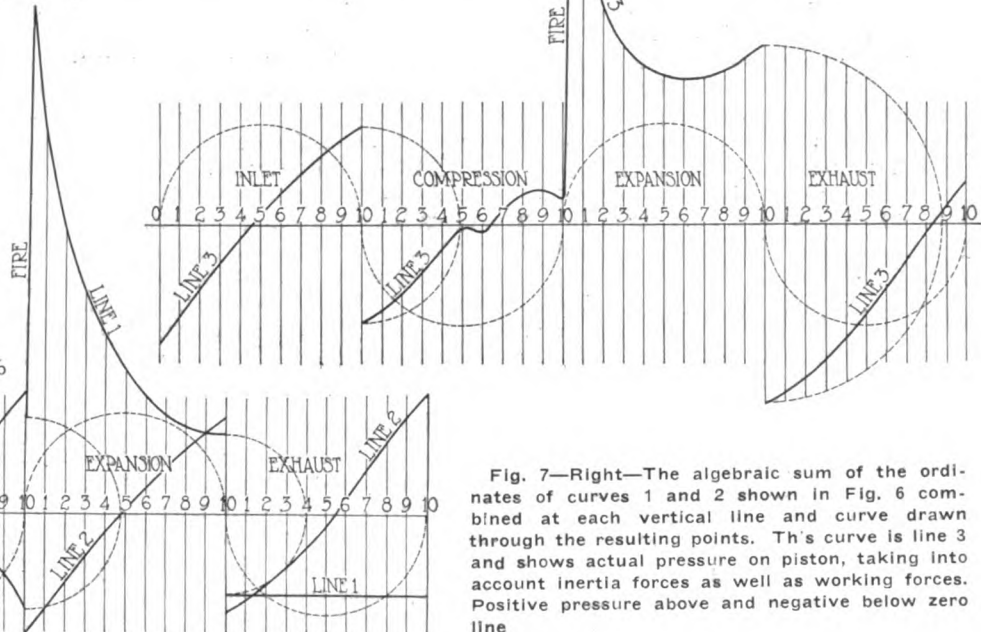 FIRE
3
INLET
COMPRESSION
EXPANSION
EXHAUST
0 1 2 3 4 5 6 7 8 9 10 1 2 3 4 5 6 7 8 9 10 1 2 3 4 5 6 7 8 9 10 1 2 3 4 5 6 7 8 9 10
LINE 3
LINE 3
LINE 3
FIRE
LINE 1
EXPANSION
EXHAUST
LINE 2
9 10 1 2 3 4 5 6 7 8 9 10 1 2 3 4 5 6 7 8 9 10
LINE 2
LINE 1
Fig. 7—Right—The algebraic sum of the ordi-
nates of curves 1 and 2 shown in Fig. 6 com-
bined at each vertical line and curve drawn
through the resulting points. Th's curve is line 3
and shows actual pressure on piston, taking into
account inertia forces as well as working forces.
Positive pressure above and negative below zero
line